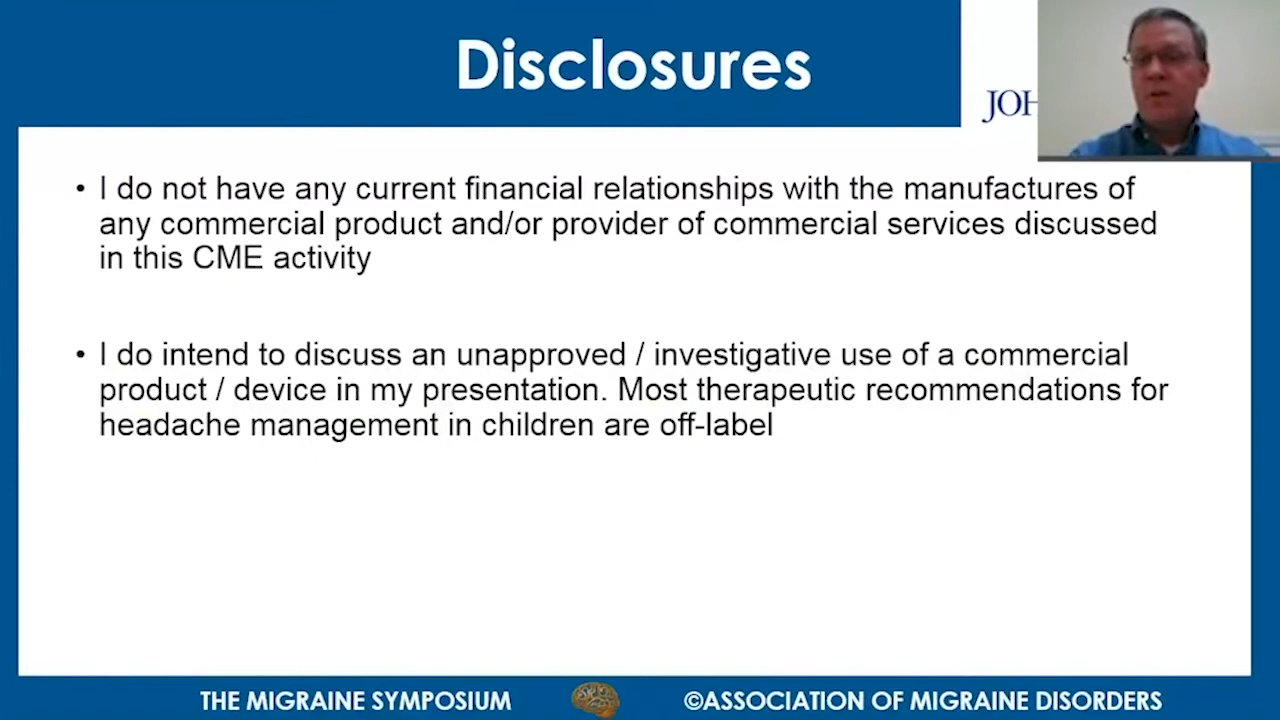 Disclosures
JOH
• I do not have any current financial relationships with the manufactures of
any commercial product and/or provider of commercial services discussed
in this CME activity
• I do intend to discuss an unapproved / investigative use of a commercial
product / device in my presentation. Most therapeutic recommendations for
headache management in children are off-label
THE MIGRAINE SYMPOSIUM
©ASSOCIATION OF MIGRAINE DISORDERS